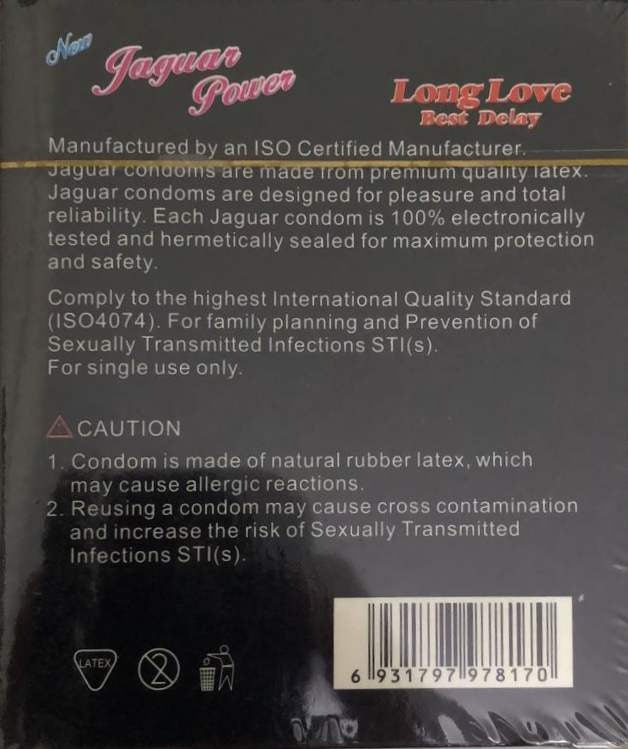 New
Jaguar
Power
Long Love
Best Delay
Manufactured by an ISO Certified Manufacturer.
Jaguar condoms are made from premium quality latex.
Jaguar condoms are designed for pleasure and total
reliability. Each Jaguar condom is 100% electronically
tested and hermetically sealed for maximum protection
and safety.
Comply to the highest International Quality Standard
(ISO4074). For family planning and Prevention of
Sexually Transmitted Infections STI(s).
For single use only.
CAUTION
1. Condom is made of natural rubber latex, which
may cause allergic reactions.
2. Reusing a condom may cause cross contamination
and increase the risk of Sexually Transmitted
Infections STI(s).
LATEX
2
6 931797 978170